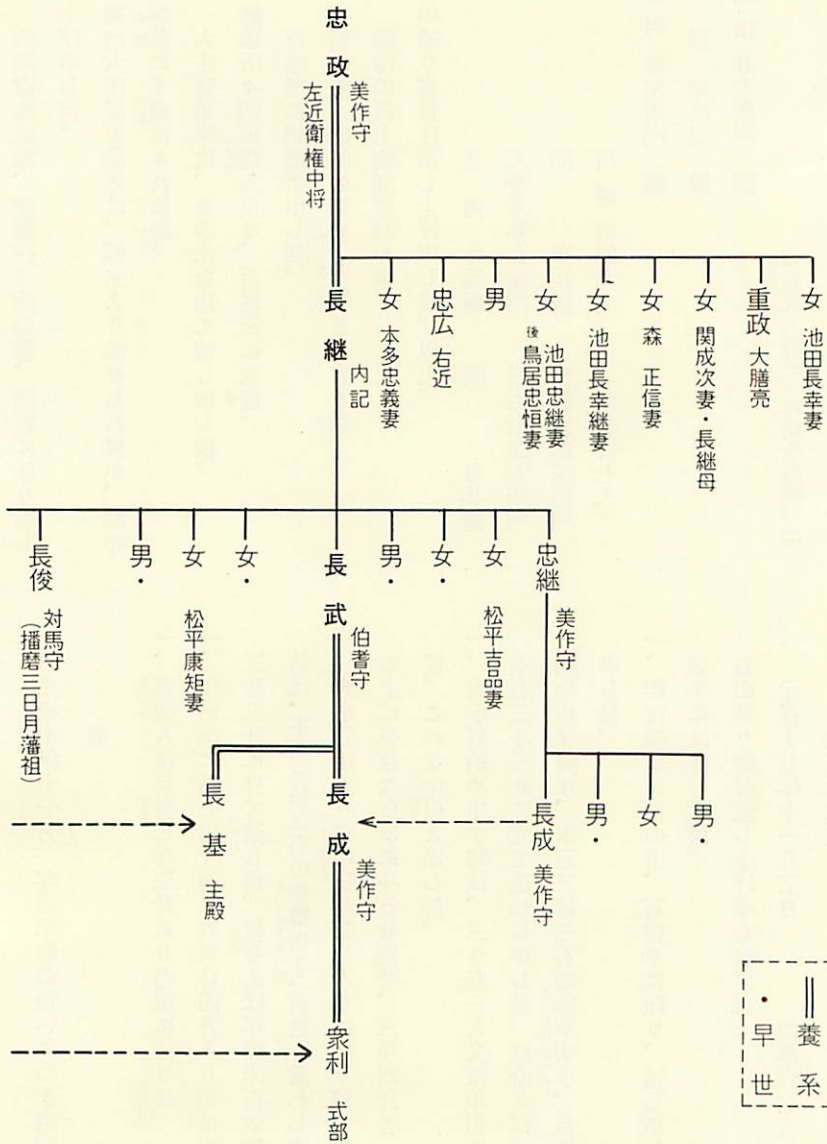 忠政 美作守
左近衛権中将
女 池田長幸妻
重政 大膳亮
女 関成次妻・長継母
女 森 正信妻
女 池田長幸継妻
女 池田忠継妻
後 鳥居忠恒妻
男
忠広 右近
女 本多忠義妻
長継 内記
忠継 美作守
女 松平吉品妻
女・
男・
長武 伯耆守
女・
女 松平康矩妻
男・
長俊 対馬守
(播磨三日月藩祖)
男・
女
男・
長成 美作守
長成 美作守
長基 主殿
衆利 式部
養系
・早世